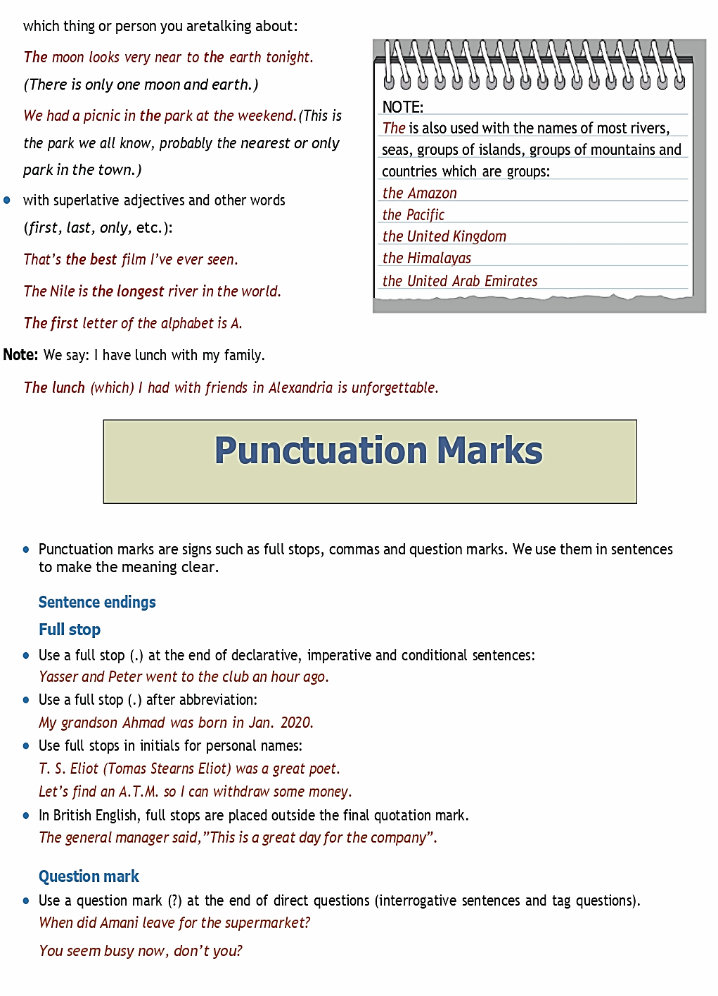 which thing or person you aretalking about:
The moon looks very near to the earth tonight.
(There is only one moon and earth.)
We had a picnic in the park at the weekend.(This is
the park we all know, probably the nearest or only
park in the town.)
• with superlative adjectives and other words
(first, last, only, etc.):
That's the best film I've ever seen.
The Nile is the longest river in the world.
The first letter of the alphabet is A.
NOTE:
The is also used with the names of most rivers,
seas, groups of islands, groups of mountains and
countries which are groups:
the Amazon
the Pacific
the United Kingdom
the Himalayas
the United Arab Emirates
Note: We say: I have lunch with my family.
The lunch (which) I had with friends in Alexandria is unforgettable.
Punctuation Marks
• Punctuation marks are signs such as full stops, commas and question marks. We use them in sentences
to make the meaning clear.
Sentence endings
Full stop
• Use a full stop (.) at the end of declarative, imperative and conditional sentences:
Yasser and Peter went to the club an hour ago.
• Use a full stop (.) after abbreviation:
My grandson Ahmad was born in Jan. 2020.
• Use full stops in initials for personal names:
T. S. Eliot (Tomas Stearns Eliot) was a great poet.
Let's find an A.T.M. so I can withdraw some money.
• In British English, full stops are placed outside the final quotation mark.
The general manager said,”This is a great day for the company”.
Question mark
• Use a question mark (?) at the end of direct questions (interrogative sentences and tag questions).
When did Amani leave for the supermarket?
You seem busy now, don't you?